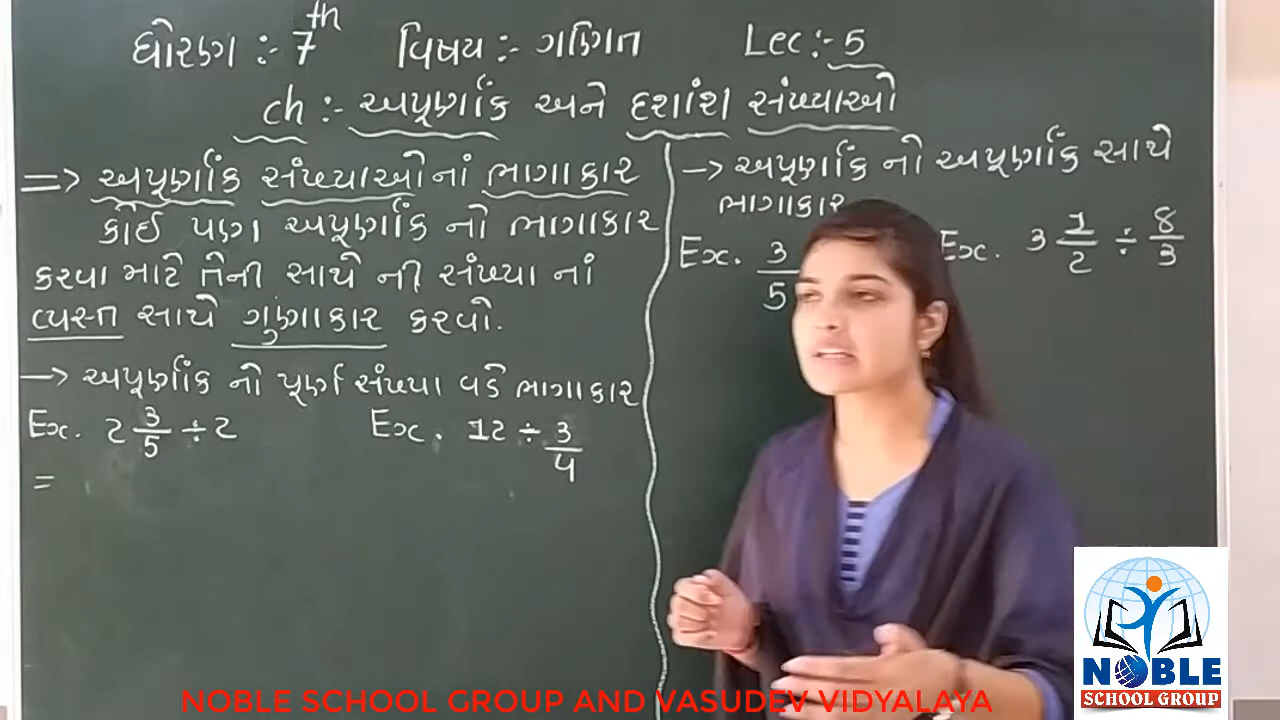 ધોરણ :- 7th વિષય :- ગણિત Lec :- 5
ch :- અપૂર્ણાંક અને દશાંશ સંખ્યાઓ
=> અપૂર્ણાંક સંખ્યાઓનાં ભાગાકાર
કોઈ પણ અપૂર્ણાંક નો ભાગાકાર
કરવા માટે તેની સાથે ની સંખ્યા નાં
વ્યસ્ત સાથે ગુણાકાર કરવો.
→ અપૂર્ણાંક નો પૂર્ણ સંખ્યા વડે ભાગાકાર
Ex. 2 3/5 ÷ 2 Ex. 12 ÷ 3/4
=
→ અપૂર્ણાંક નો અપૂર્ણાંક સાથે
ભાગાકાર
Ex. 3/5 Ex. 3 1/2 ÷ 8/3
NOBLE
SCHOOL GROUP
NOBLE SCHOOL GROUP AND VASUDEV VIDYALAYA